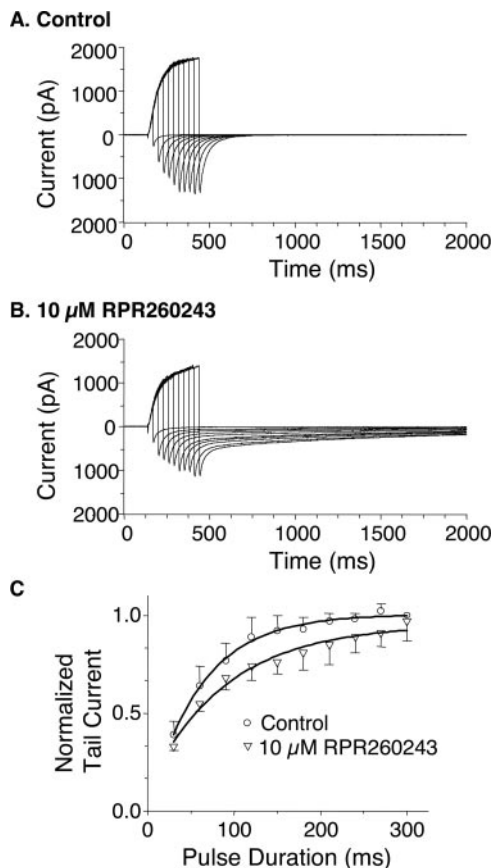 A. Control
2000
1000
0
1000
2000
Current (pA)
0 500 1000 1500 2000
Time (ms)
B. 10 µM RPR260243
2000
1000
0
1000
2000
Current (pA)
0 500 1000 1500 2000
Time (ms)
C
1.0
0.5
0.0
Normalized
Tail Current
Control
10 µM RPR260243
0 100 200 300
Pulse Duration (ms)